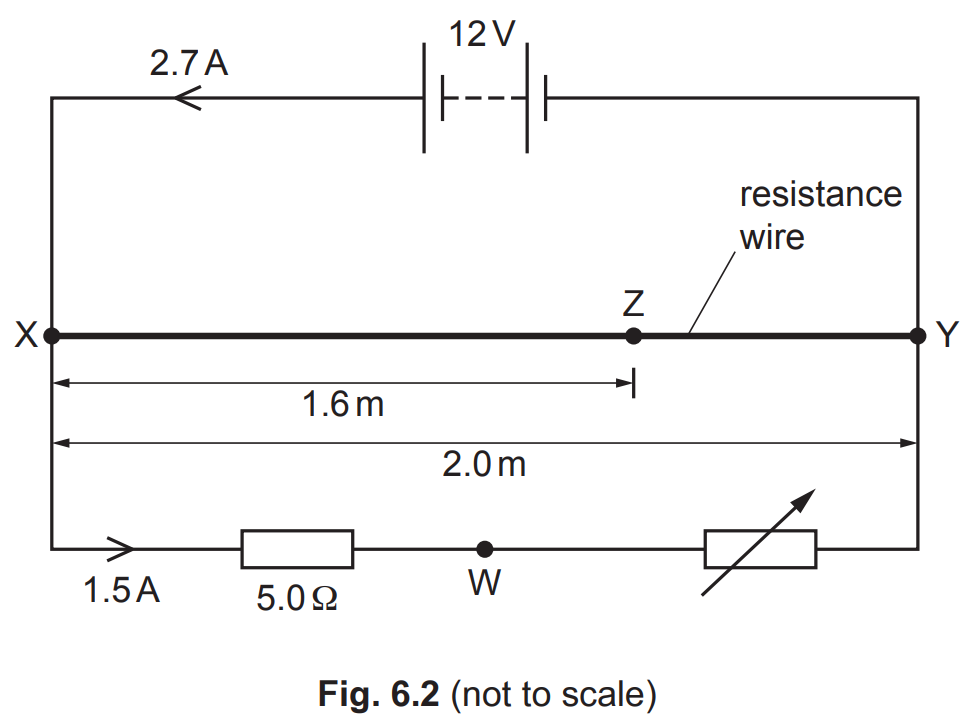 12 V
2.7 A
resistance
wire
Z
X
Y
1.6 m
2.0 m
1.5 A
5.0 Ω
W
Fig. 6.2 (not to scale)